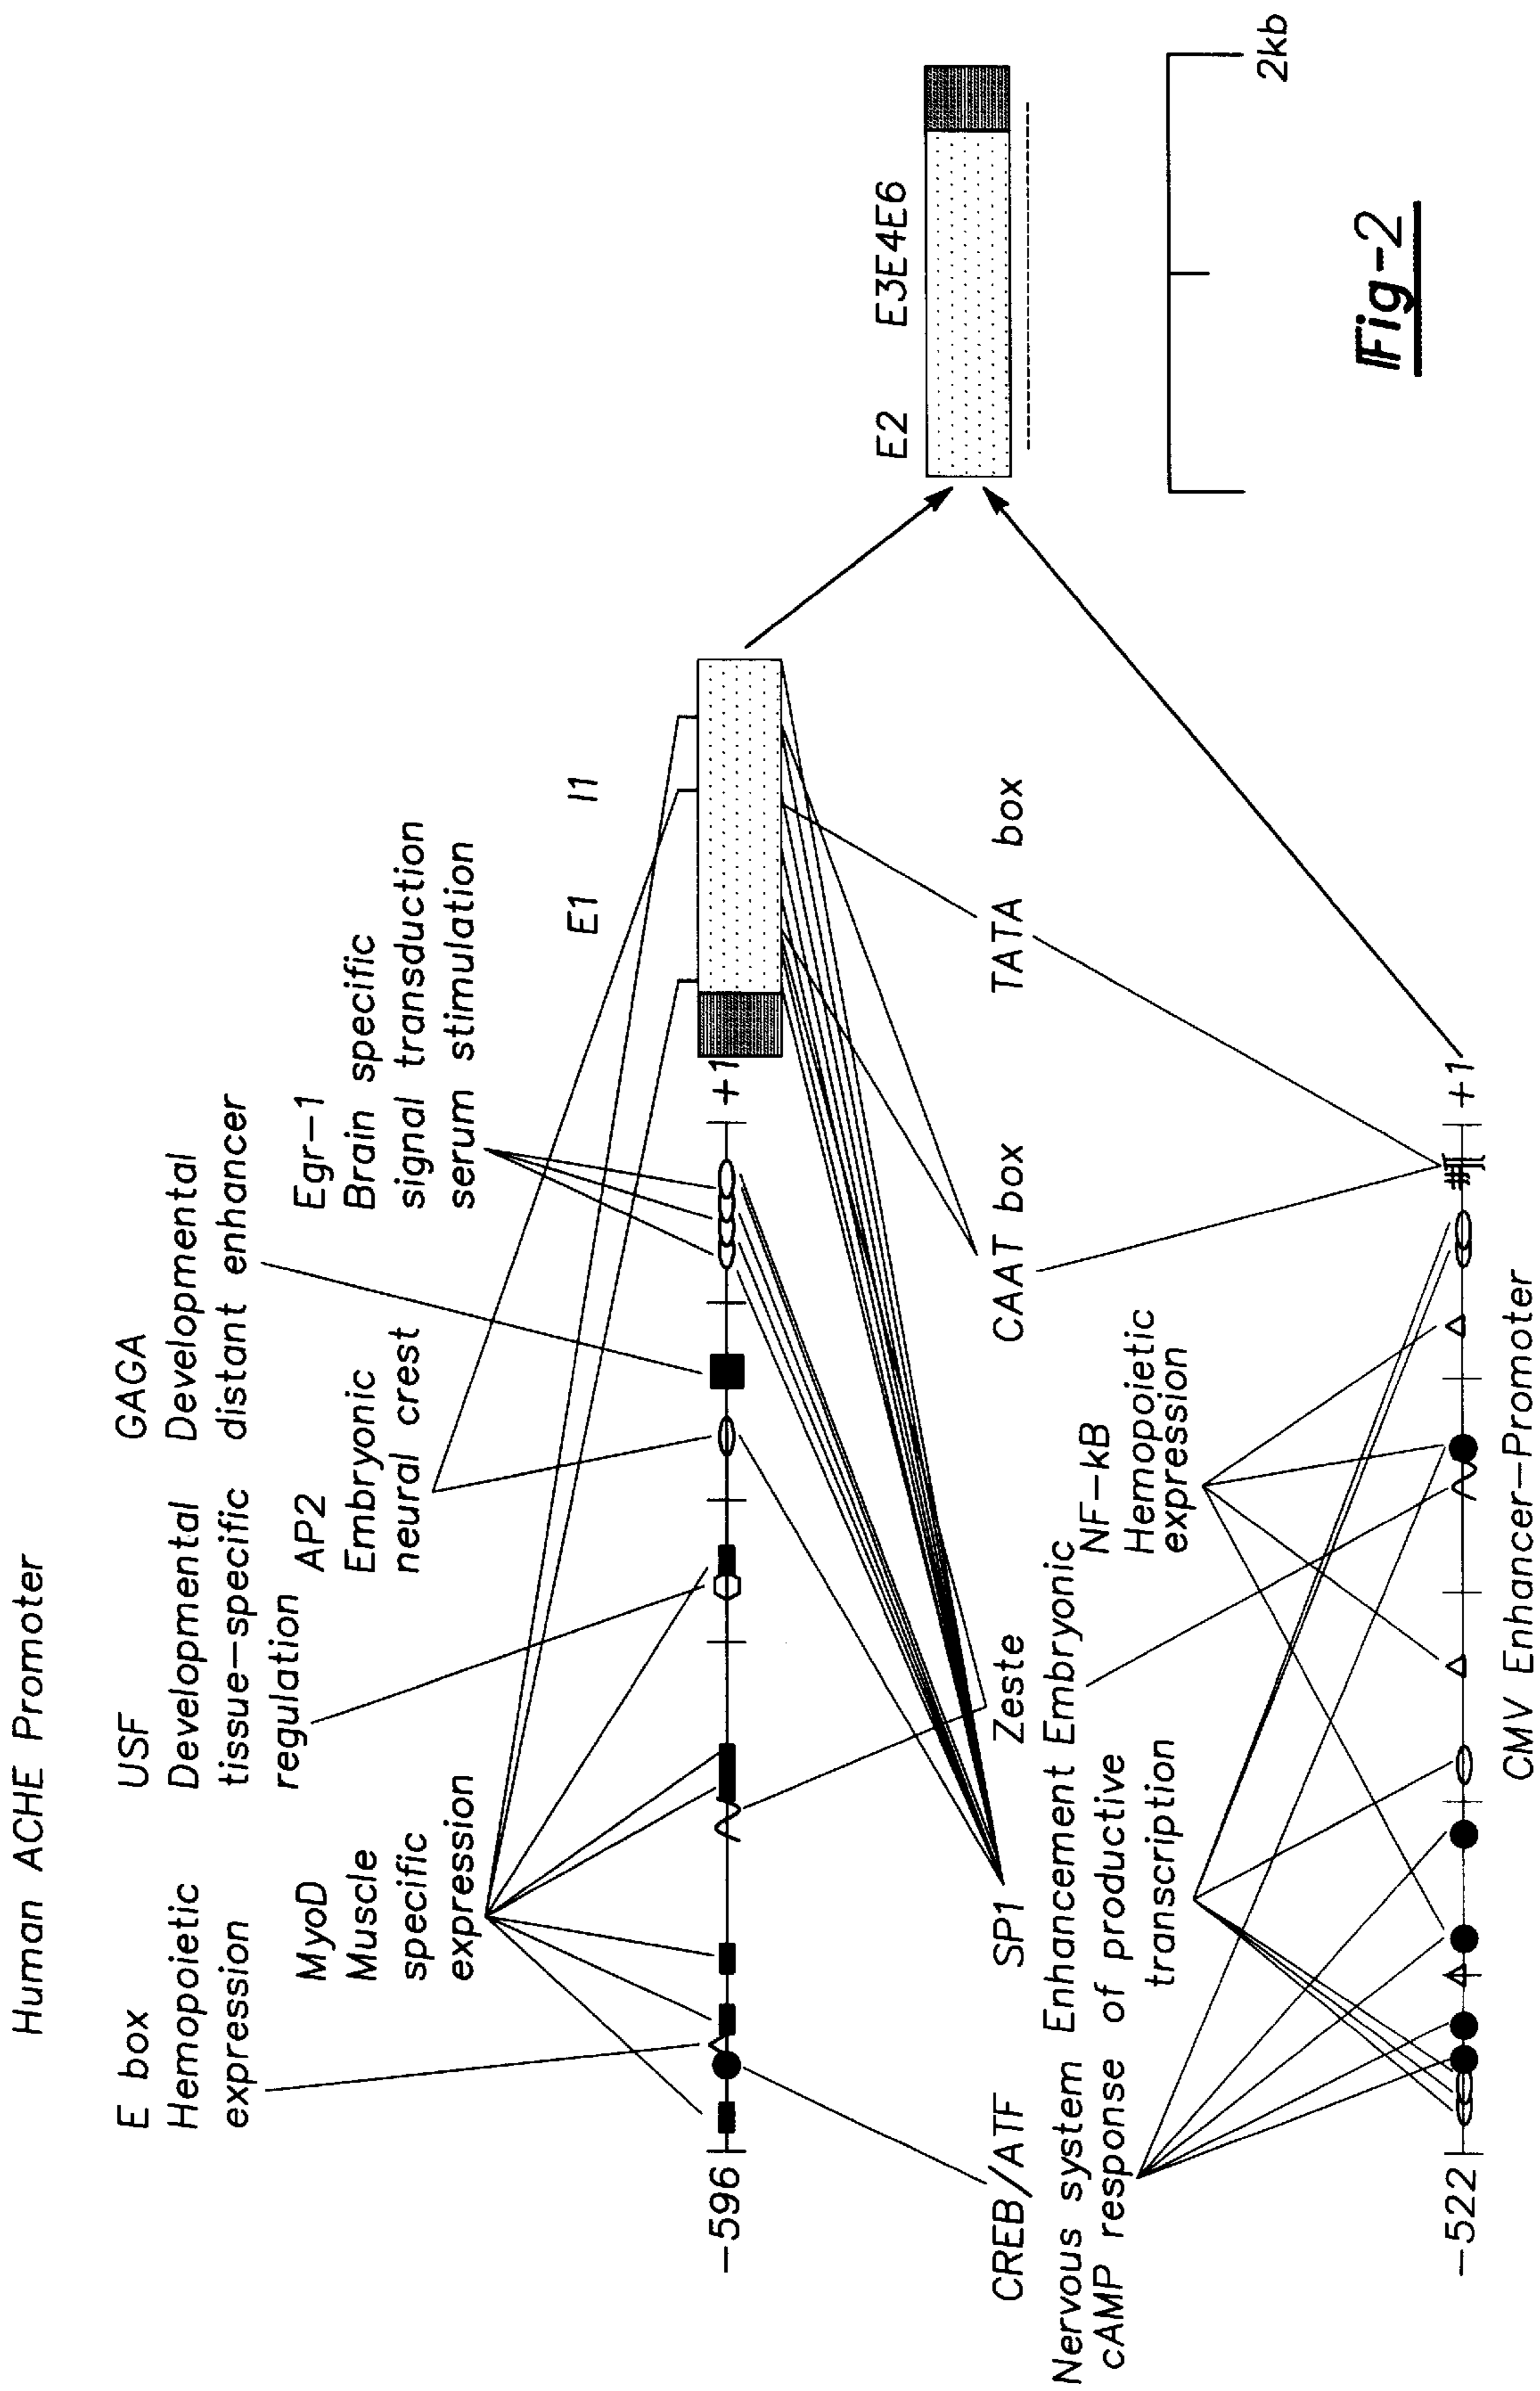 Human ACHE Promoter
E box
Hemopoietic
expression
USF
Developmental
tissue-specific
regulation
GAGA
Developmental
distant enhancer
MyoD
Muscle
specific
expression
AP2
Embryonic
neural crest
Egr-1
Brain specific
signal transduction
serum stimulation
E1 I1
-596
+1
E2 E3E4E6
CREB/ATF
Nervous system
cAMP response
SP1
Enhancement
of productive
transcription
Zeste
Embryonic
NF-kB
Hemopoietic
expression
CAAT box
TATA box
2kb
-522
+1
CMV Enhancer-Promoter
Fig-2